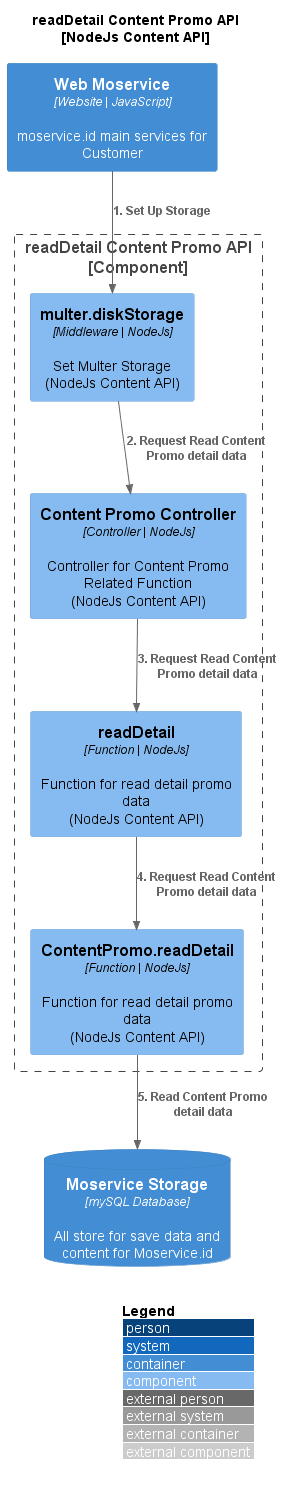 readDetail Content Promo API
[NodeJs Content API]
Web Moservice
[Website | JavaScript]
moservice.id main services for
Customer
1. Set Up Storage
readDetail Content Promo API
[Component]
multer.diskStorage
[Middleware | NodeJs]
Set Multer Storage
(NodeJs Content API)
2. Request Read Content
Promo detail data
Content Promo Controller
[Controller | NodeJs]
Controller for Content Promo
Related Function
(NodeJs Content API)
3. Request Read Content
Promo detail data
readDetail
[Function | NodeJs]
Function for read detail promo
data
(NodeJs Content API)
4. Request Read Content
Promo detail data
ContentPromo.readDetail
[Function | NodeJs]
Function for read detail promo
data
(NodeJs Content API)
5. Read Content Promo
detail data
Moservice Storage
[mySQL Database]
All store for save data and
content for Moservice.id
Legend
person
system
container
component
external person
external system
external container
external component